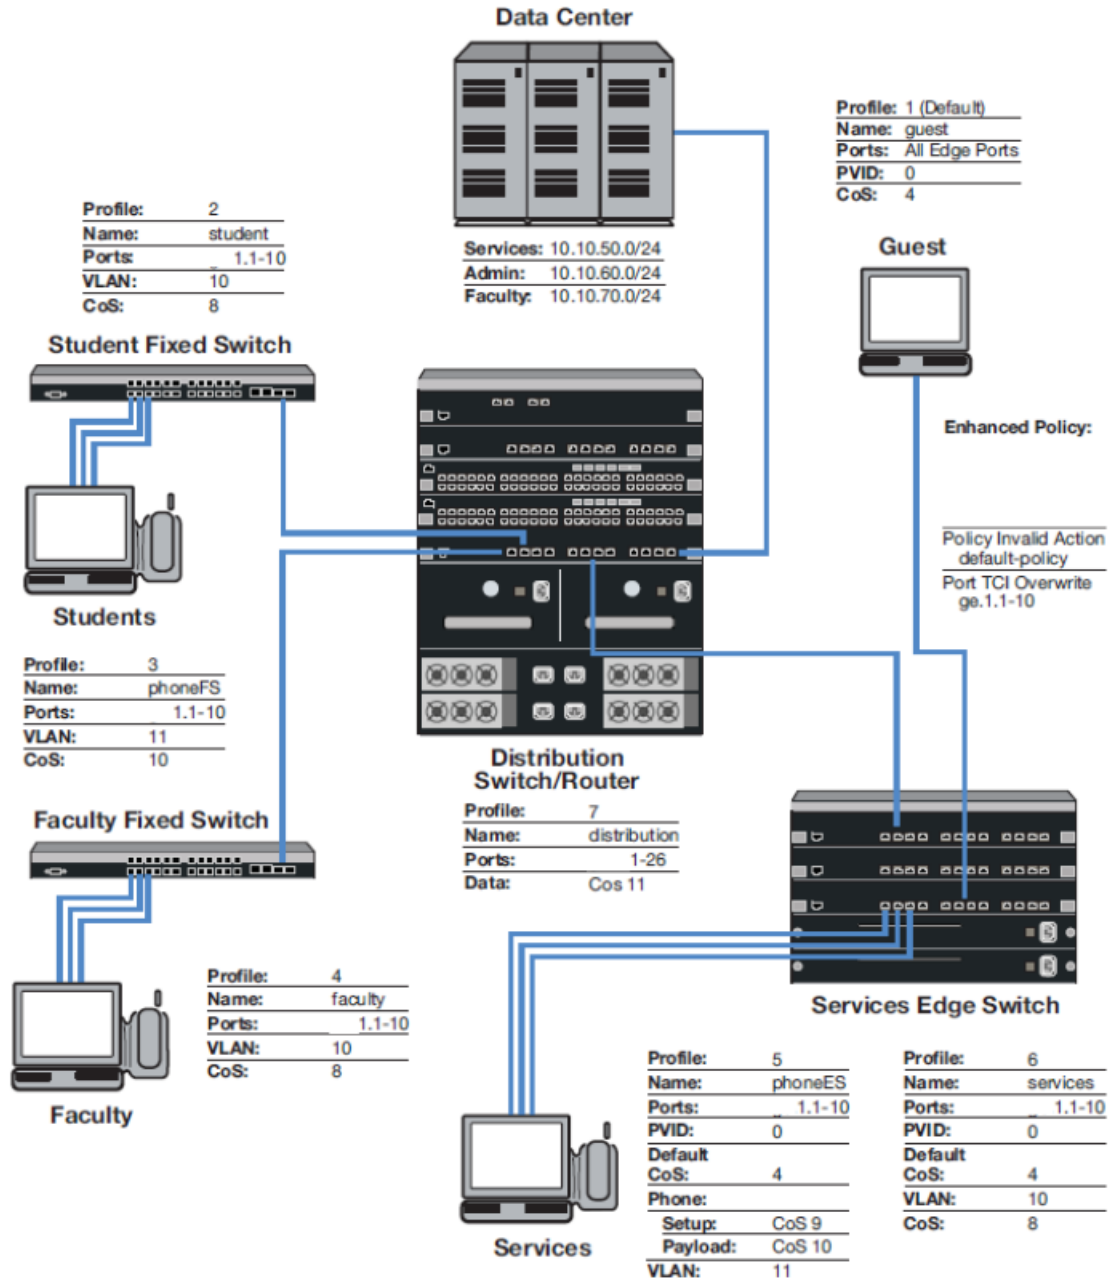 Data Center
Profile: 1 (Default)
Name: guest
Ports: All Edge Ports
PVID: 0
CoS: 4
Guest
Profile: 2
Name: student
Ports: _ 1.1-10
VLAN: 10
CoS: 8
Services: 10.10.50.0/24
Admin: 10.10.60.0/24
Faculty: 10.10.70.0/24
Student Fixed Switch
Enhanced Policy:
Policy Invalid Action
default-policy
Port TCI Overwrite
ge.1.1-10
Students
Profile: 3
Name: phoneFS
Ports: _ 1.1-10
VLAN: 11
CoS: 10
Distribution
Switch/Router
Profile: 7
Name: distribution
Ports: 1-26
Data: Cos 11
Faculty Fixed Switch
Profile: 4
Name: faculty
Ports: 1.1-10
VLAN: 10
CoS: 8
Faculty
Services Edge Switch
Profile: 5
Name: phoneES
Ports: _ 1.1-10
PVID: 0
Default
CoS: 4
Phone:
Setup: CoS 9
Payload: CoS 10
VLAN: 11
Profile: 6
Name: services
Ports: _ 1.1-10
PVID: 0
Default
CoS: 4
VLAN: 10
CoS: 8
Services